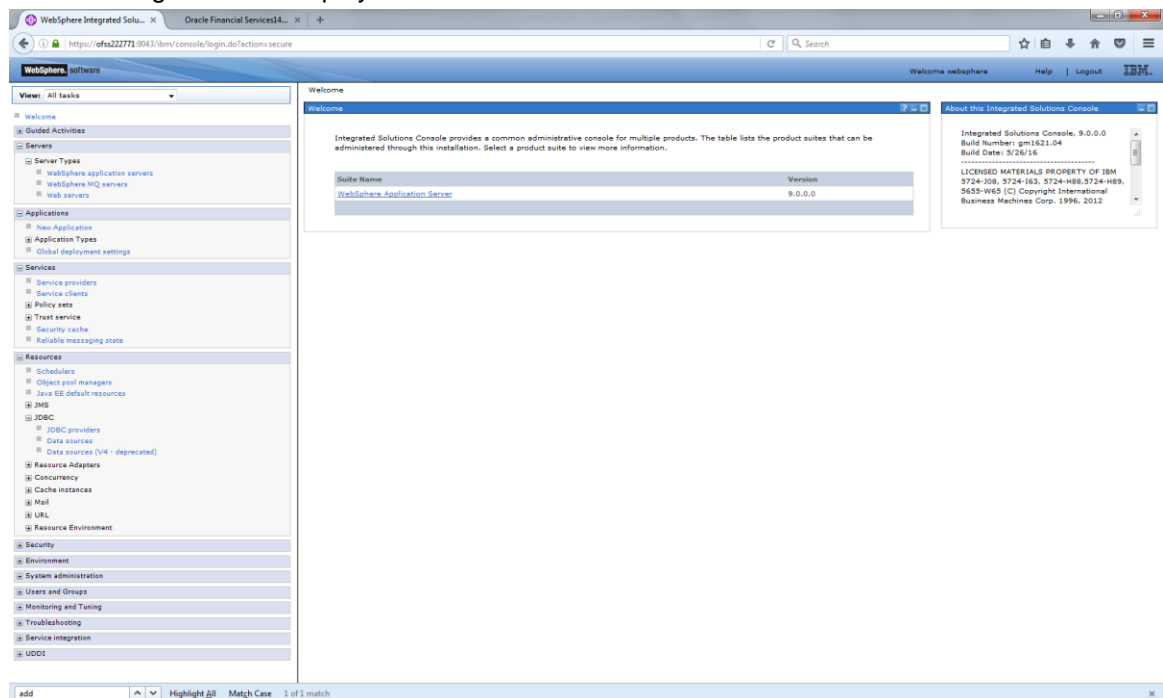 WebSphere Integrated Solu... ×
Oracle Financial Services14... ×
+
https://ofss222771:9043/ibm/console/login.do?action=secure
Search
WebSphere. software
Welcome websphere
Help | Logout
IBM.
View: All tasks
Welcome
Guided Activities
Servers
Server Types
WebSphere application servers
WebSphere MQ servers
Web servers
Applications
New Application
Application Types
Global deployment settings
Services
Service providers
Service clients
Policy sets
Trust service
Security cache
Reliable messaging state
Resources
Schedulers
Object pool managers
Java EE default resources
JMS
JDBC
JDBC providers
Data sources
Data sources (V4 - deprecated)
Resource Adapters
Concurrency
Cache instances
Mail
URL
Resource Environment
Security
Environment
System administration
Users and Groups
Monitoring and Tuning
Troubleshooting
Service integration
UDDI
Welcome
Welcome
Integrated Solutions Console provides a common administrative console for multiple products. The table lists the product suites that can be
administered through this installation. Select a product suite to view more information.
Suite Name Version
WebSphere Application Server 9.0.0.0
About this Integrated Solutions Console
Integrated Solutions Console, 9.0.0.0
Build Number: gm1621.04
Build Date: 5/26/16
----------------------------------------
LICENSED MATERIALS PROPERTY OF IBM
5724-J08, 5724-I63, 5724-H88,5724-H89,
5655-W65 (C) Copyright International
Business Machines Corp. 1996, 2012
add
Highlight All Match Case 1 of 1 match